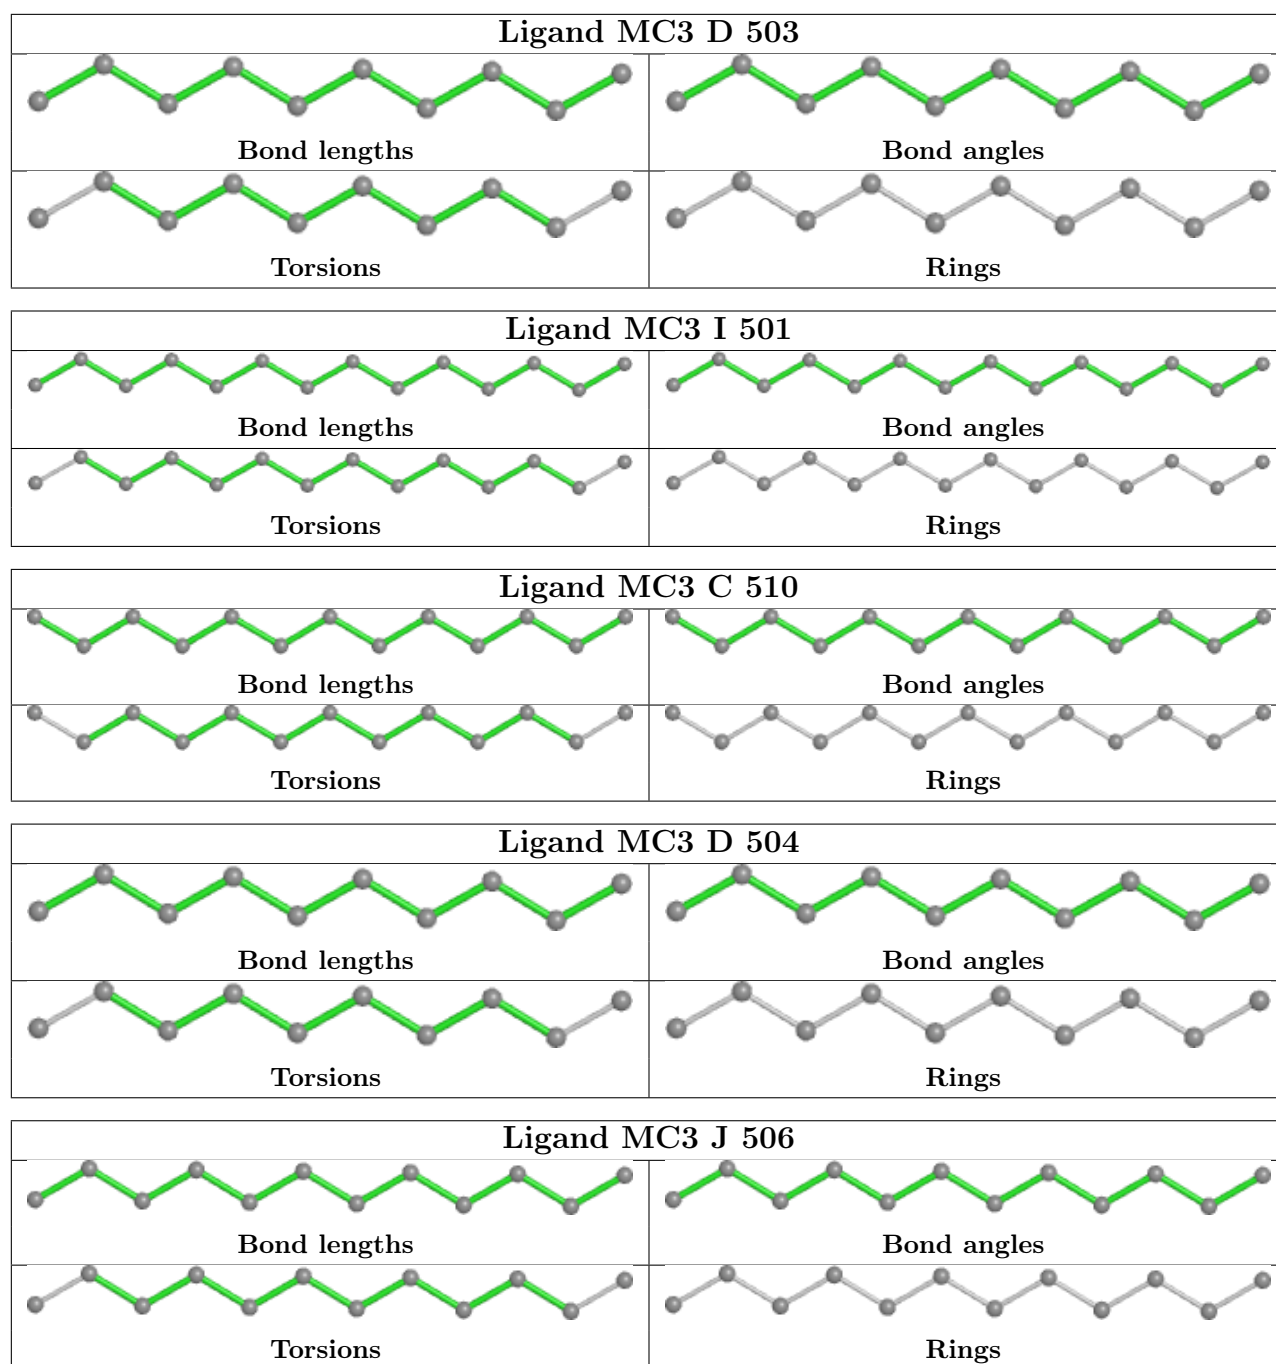 Ligand MC3 D 503
Bond lengths Bond angles
Torsions Rings
Ligand MC3 I 501
Bond lengths Bond angles
Torsions Rings
Ligand MC3 C 510
Bond lengths Bond angles
Torsions Rings
Ligand MC3 D 504
Bond lengths Bond angles
Torsions Rings
Ligand MC3 J 506
Bond lengths Bond angles
Torsions Rings